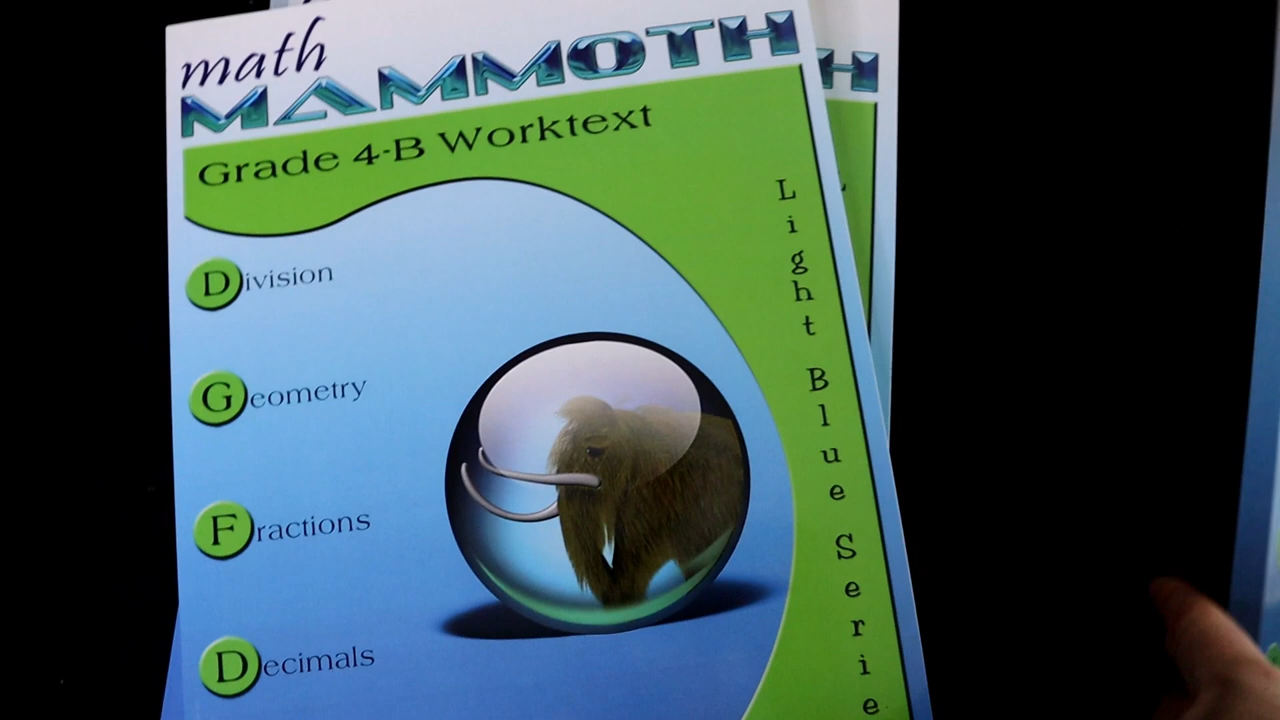 math
MAMMOTH
Grade 4-B Worktext
Division
Geometry
Fractions
Decimals
Light Blue Serie
H